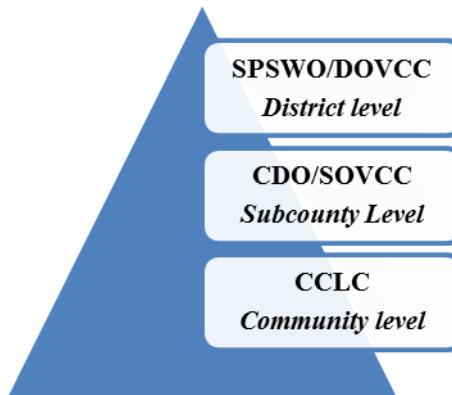 SPSWO/DOVCC
District level
CDO/SOVCC
Subcounty Level
CCLC
Community level